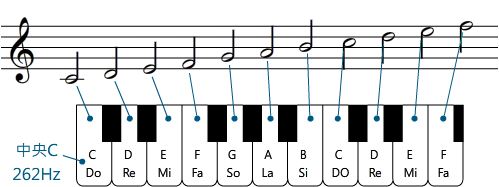 中央C
262Hz
C D E F G A B C D E F
Do Re Mi Fa So La Si DO Re Mi Fa